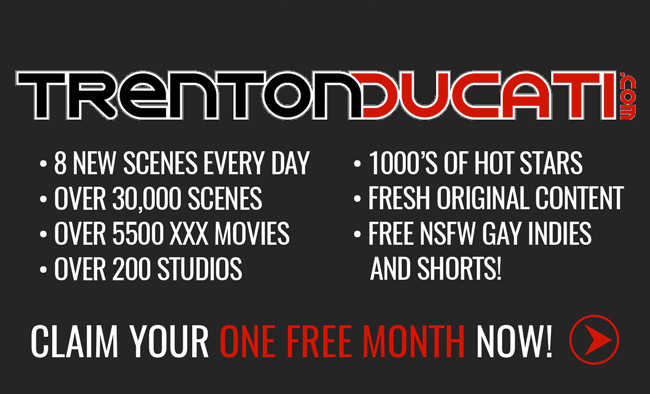 TRENTONDUCATI.COM
• 8 NEW SCENES EVERY DAY
• OVER 30,000 SCENES
• OVER 5500 XXX MOVIES
• OVER 200 STUDIOS
• 1000'S OF HOT STARS
• FRESH ORIGINAL CONTENT
• FREE NSFW GAY INDIES
AND SHORTS!
CLAIM YOUR ONE FREE MONTH NOW!